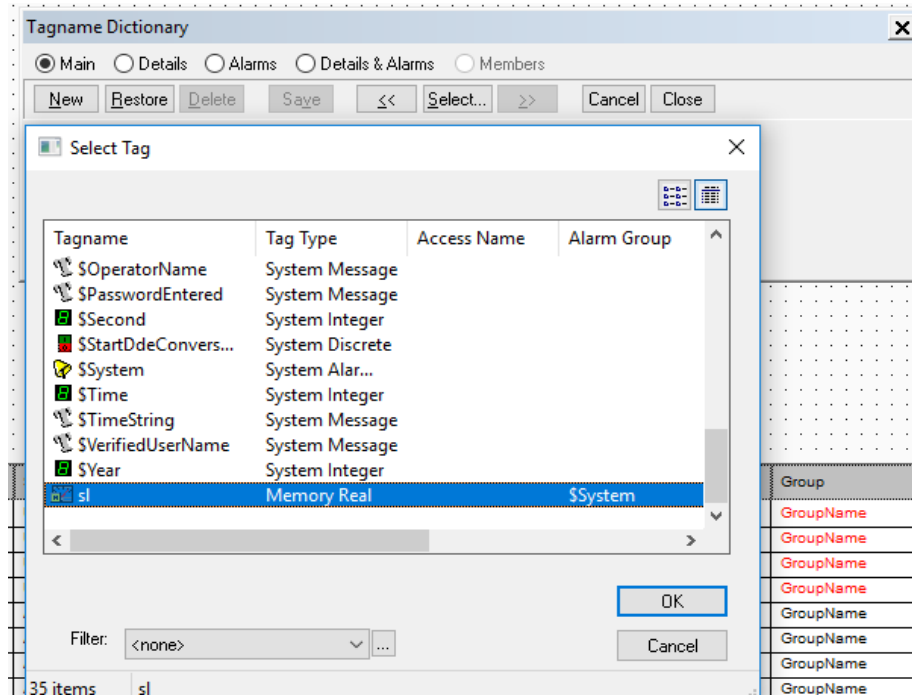 Tagname Dictionary
Main Details Alarms Details & Alarms Members
New Restore Delete Save << Select... >> Cancel Close
Select Tag
Tagname Tag Type Access Name Alarm Group
$OperatorName System Message
$PasswordEntered System Message
$Second System Integer
$StartDdeConvers... System Discrete
$System System Alar...
$Time System Integer
$TimeString System Message
$VerifiedUserName System Message
$Year System Integer
sl Memory Real $System
OK
Filter: <none> ... Cancel
35 items sl
Group
GroupName
GroupName
GroupName
GroupName
GroupName
GroupName
GroupName
GroupName